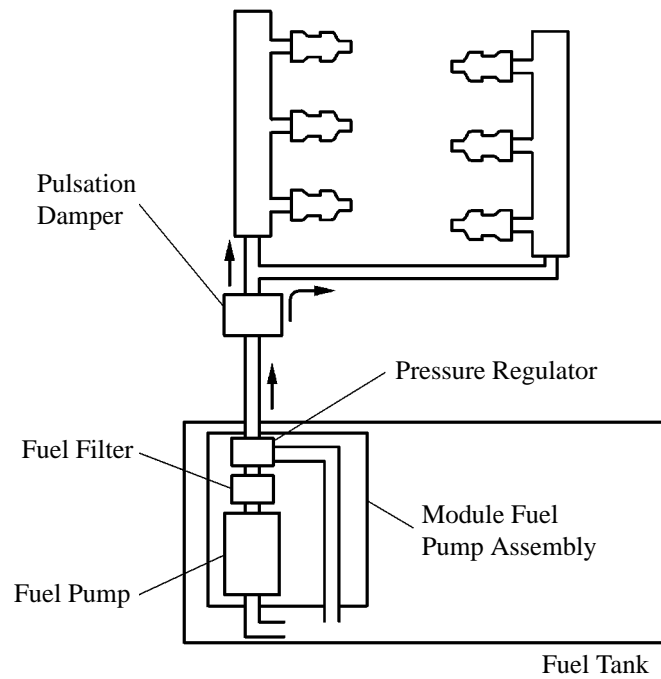 Pulsation
Damper
Pressure Regulator
Fuel Filter
Module Fuel
Pump Assembly
Fuel Pump
Fuel Tank